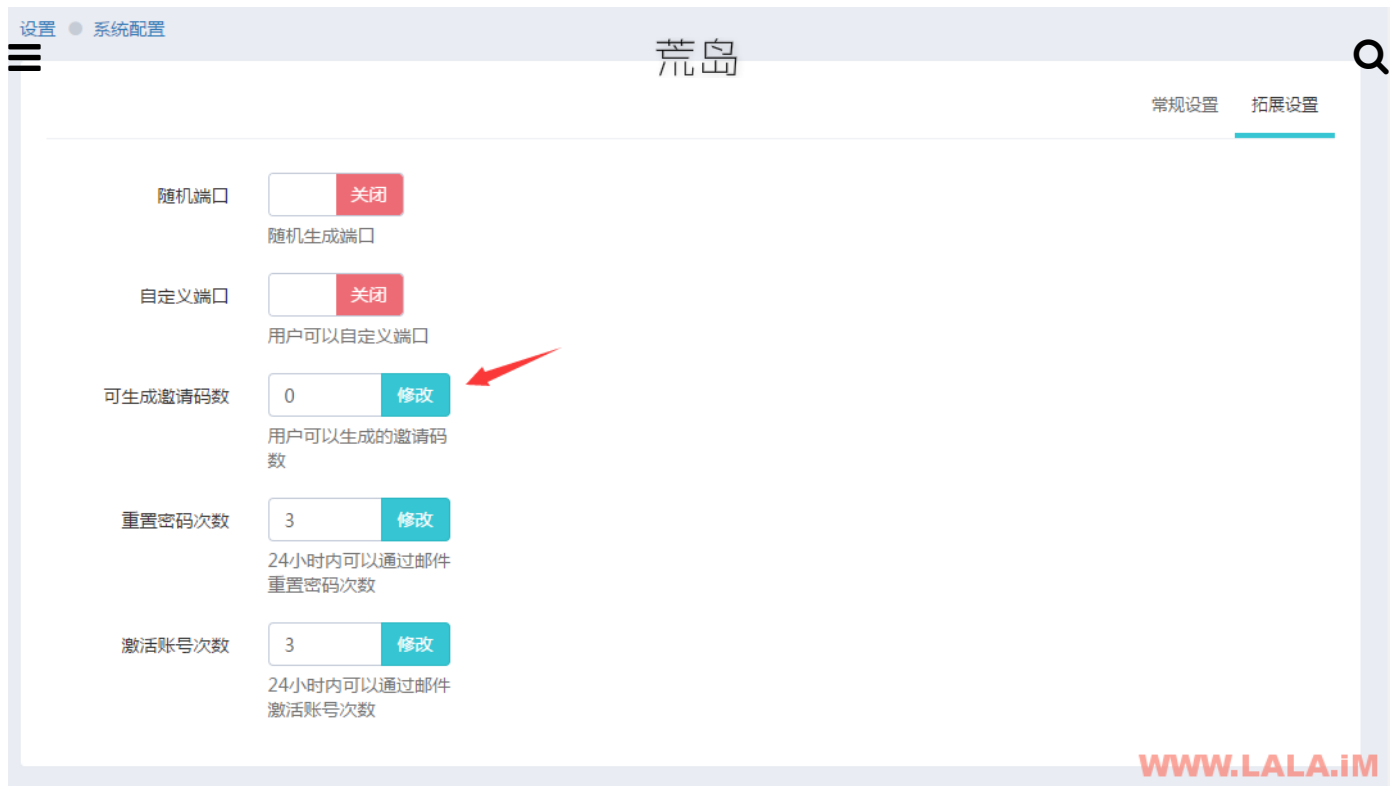 设置 系统配置
荒岛
常规设置 拓展设置
随机端口 关闭
随机生成端口
自定义端口 关闭
用户可以自定义端口
可生成邀请码数 0 修改
用户可以生成的邀请码
数
重置密码次数 3 修改
24小时内可以通过邮件
重置密码次数
激活账号次数 3 修改
24小时内可以通过邮件
激活账号次数
WWW.LALA.iM